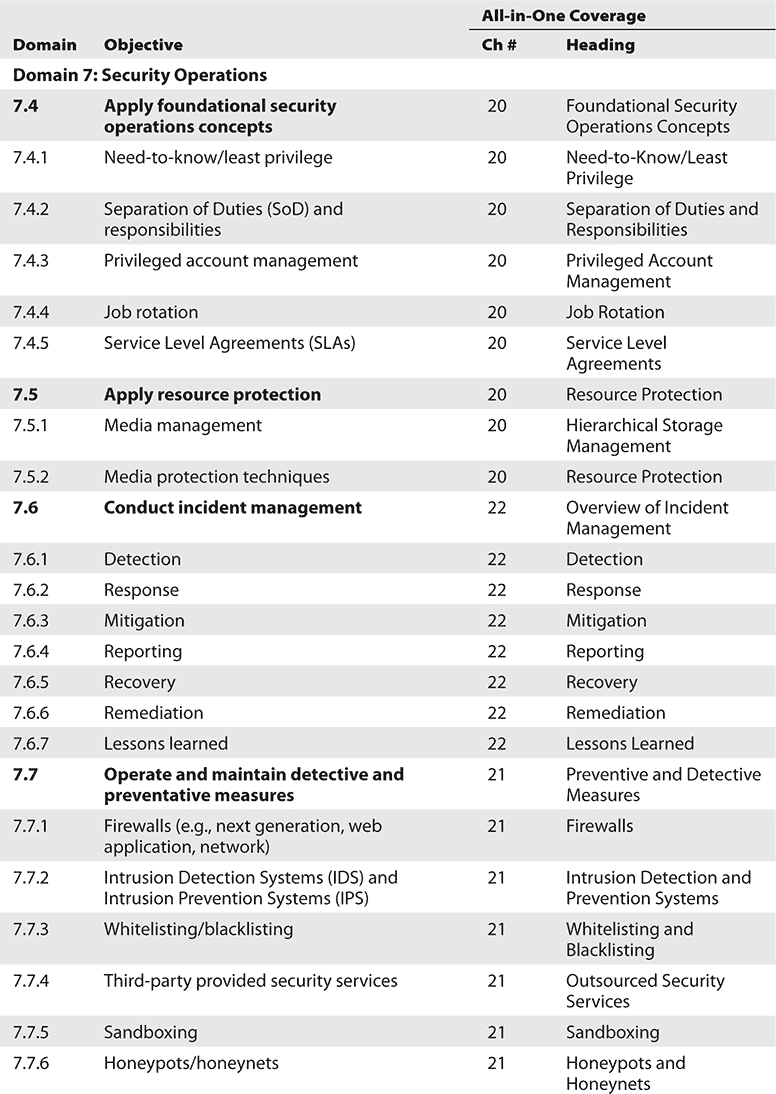 All-in-One Coverage
Domain Objective Ch # Heading
Domain 7: Security Operations
7.4 Apply foundational security 20 Foundational Security
operations concepts Operations Concepts
7.4.1 Need-to-know/least privilege 20 Need-to-Know/Least
Privilege
7.4.2 Separation of Duties (SoD) and 20 Separation of Duties and
responsibilities Responsibilities
7.4.3 Privileged account management 20 Privileged Account
Management
7.4.4 Job rotation 20 Job Rotation
7.4.5 Service Level Agreements (SLAs) 20 Service Level
Agreements
7.5 Apply resource protection 20 Resource Protection
7.5.1 Media management 20 Hierarchical Storage
Management
7.5.2 Media protection techniques 20 Resource Protection
7.6 Conduct incident management 22 Overview of Incident
Management
7.6.1 Detection 22 Detection
7.6.2 Response 22 Response
7.6.3 Mitigation 22 Mitigation
7.6.4 Reporting 22 Reporting
7.6.5 Recovery 22 Recovery
7.6.6 Remediation 22 Remediation
7.6.7 Lessons learned 22 Lessons Learned
7.7 Operate and maintain detective and 21 Preventive and Detective
preventative measures Measures
7.7.1 Firewalls (e.g., next generation, web 21 Firewalls
application, network)
7.7.2 Intrusion Detection Systems (IDS) and 21 Intrusion Detection and
Intrusion Prevention Systems (IPS) Prevention Systems
7.7.3 Whitelisting/blacklisting 21 Whitelisting and
Blacklisting
7.7.4 Third-party provided security services 21 Outsourced Security
Services
7.7.5 Sandboxing 21 Sandboxing
7.7.6 Honeypots/honeynets 21 Honeypots and
Honeynets